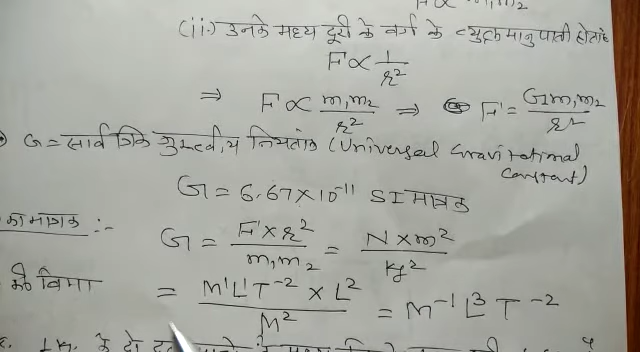 F∝ m₁m₂
(ii) उनके मध्य दूरी के वर्ग के व्युत्क्रमानुपाती होता है
F ∝ 1/r²
⇒ F ∝ m₁m₂/r² ⇒ F = Gm₁m₂/r²
G = सार्वत्रिक गुरुत्वीय नियतांक (Universal Gravitational Constant)
G = 6.67×10⁻¹¹ SI मात्रक
का मात्रक :- G = F×r²/m₁m₂ = N×m²/kg²
की विमा = M¹L¹T⁻² × L²/M² = M⁻¹L³T⁻²